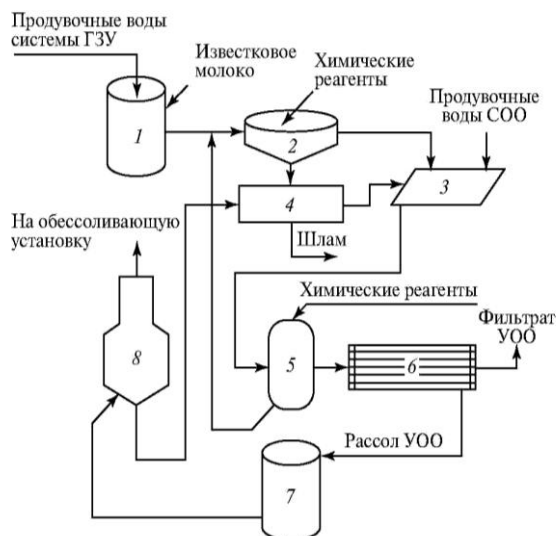 Продувочные воды
системы ГЗУ
Известковое
молоко
Химические
реагенты
Продувочные
воды СОО
1
2
3
4
Шлам
На обессоливающую
установку
Химические реагенты
Фильтрат
УОО
8
5
6
Рассол УОО
7